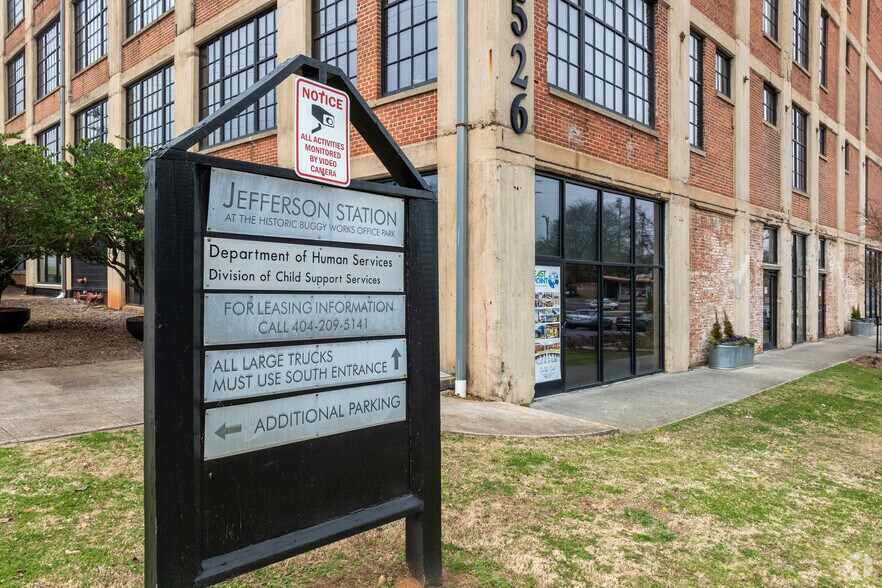 NOTICE
ALL ACTIVITIES
MONITORED
BY VIDEO
CAMERA
JEFFERSON STATION
AT THE HISTORIC BUGGY WORKS OFFICE PARK
Department of Human Services
Division of Child Support Services
FOR LEASING INFORMATION
CALL 404-209-5141
ALL LARGE TRUCKS
MUST USE SOUTH ENTRANCE
ADDITIONAL PARKING
526
EAST
POINT